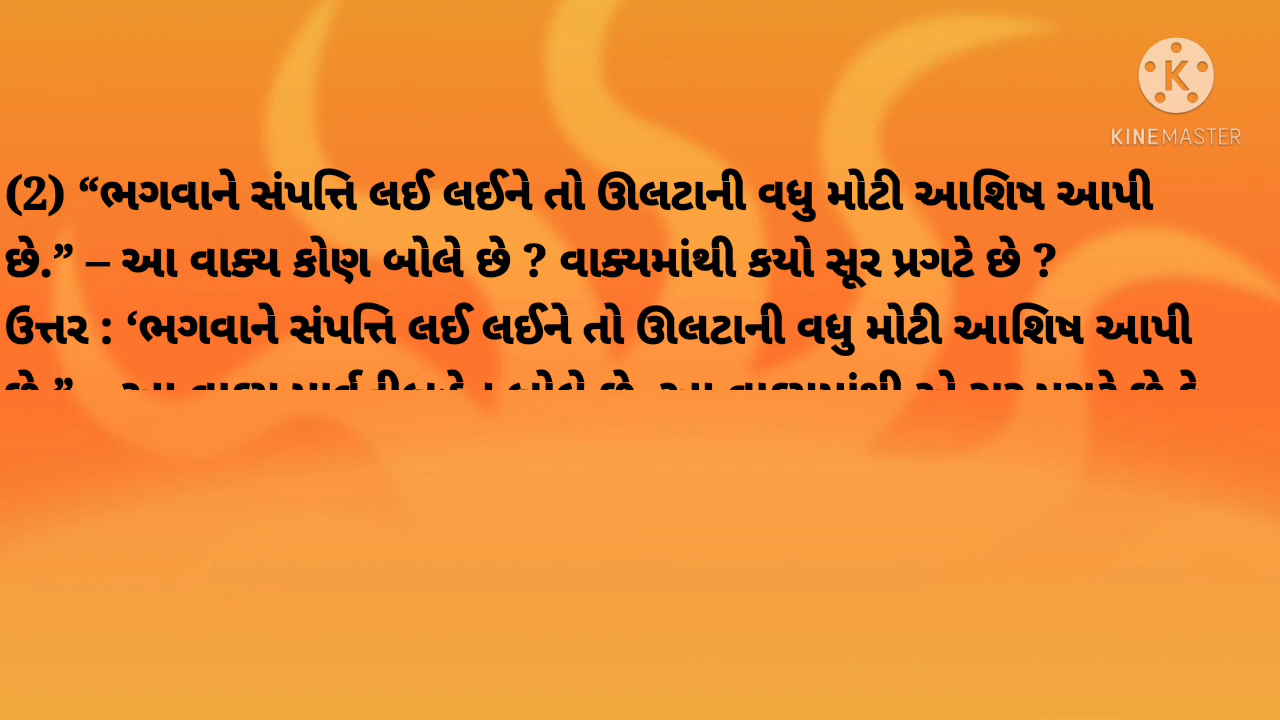 KINEMASTER
(2) “ભગવાને સંપત્તિ લઈ લઈને તો ઊલટાની વધુ મોટી આશિષ આપી
છે.” – આ વાક્ય કોણ બોલે છે ? વાક્યમાંથી કયો સૂર પ્રગટે છે ?
ઉત્તર : ‘ભગવાને સંપત્તિ લઈ લઈને તો ઊલટાની વધુ મોટી આશિષ આપી